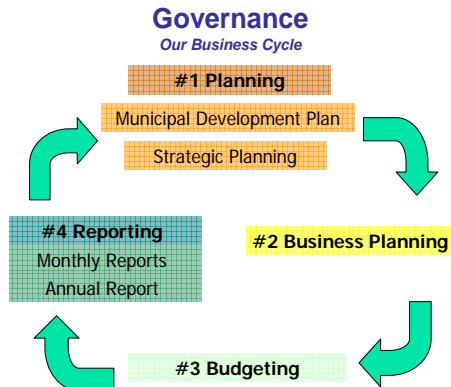 Governance
Our Business Cycle
#1 Planning
Municipal Development Plan
Strategic Planning
#2 Business Planning
#3 Budgeting
#4 Reporting
Monthly Reports
Annual Report